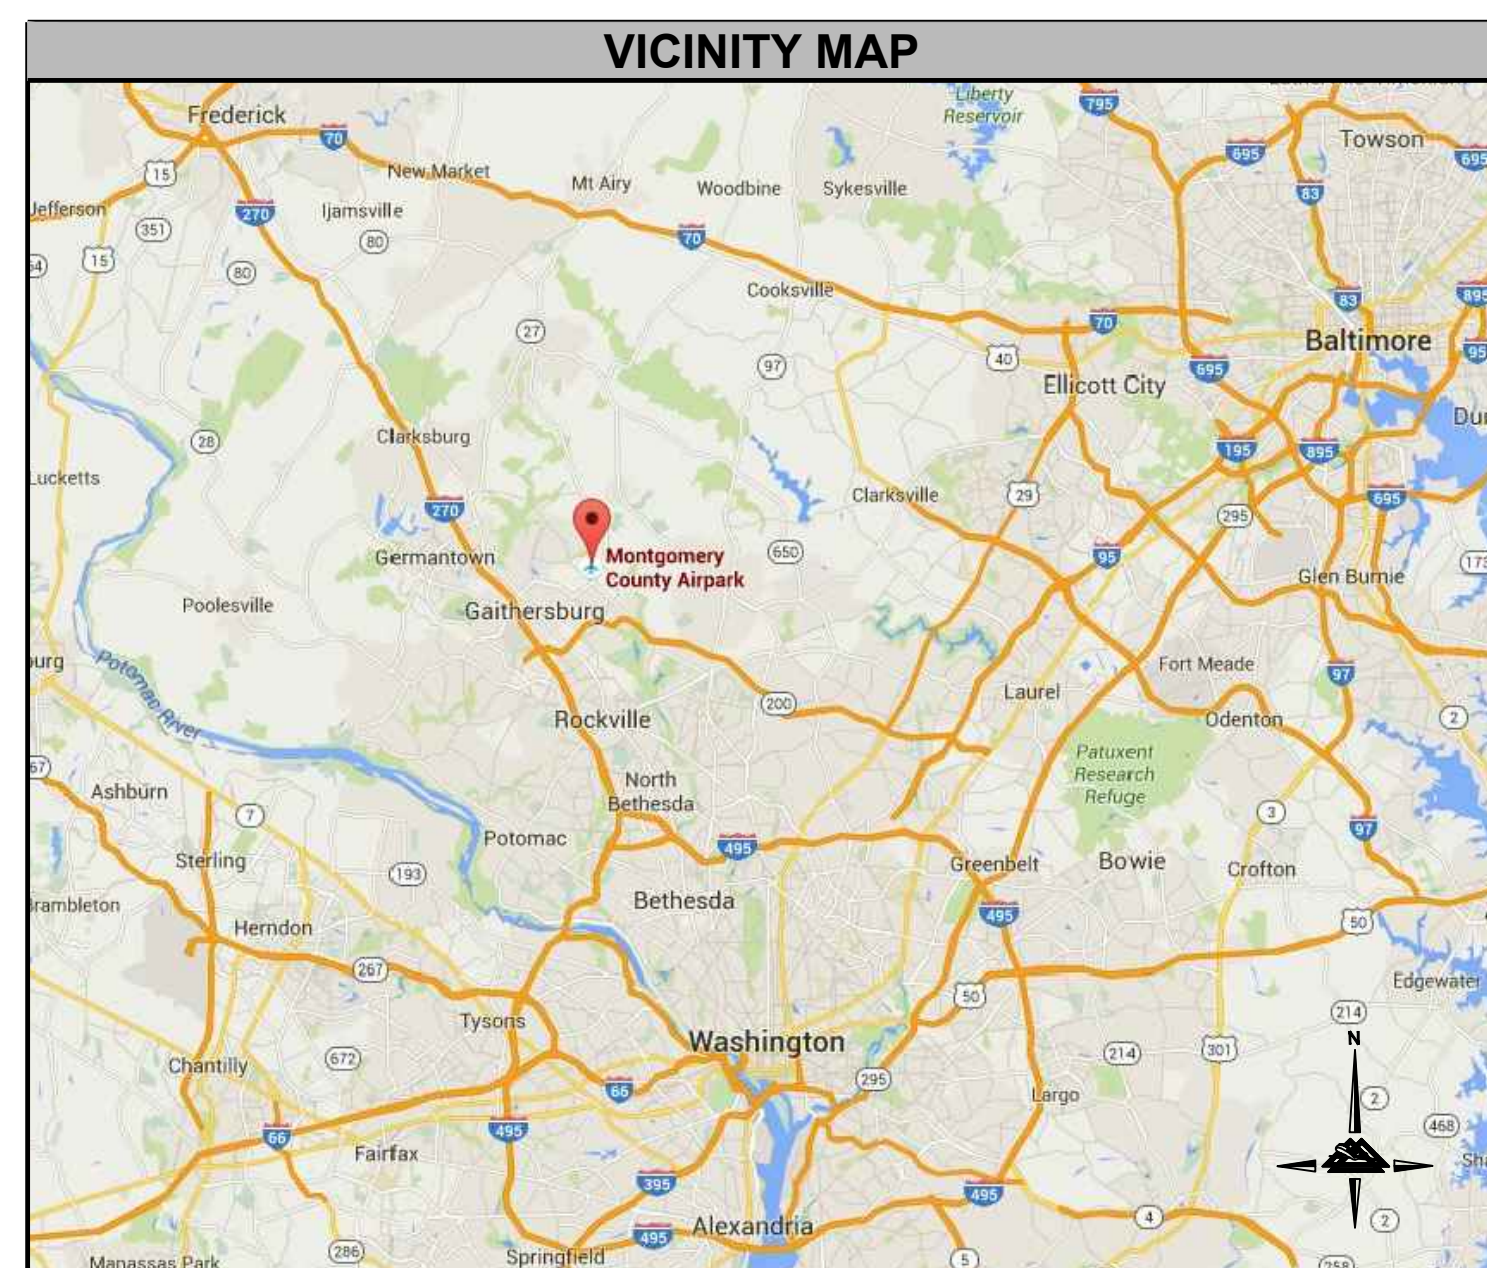 VICINITY MAP
Liberty
Reservoir
795
Frederick
Towson
70
695
695
15
New Market
Mt Airy
Woodbine
Sykesville
83
Jefferson
270
Ijamsville
351
80
70
15
80
Cooksville
83
895
27
70
Baltimore
40
95
97
695
Ellicott City
28
Clarksburg
195
895
Lucketts
Clarksville
29
695
270
295
Montgomery
County Airpark
650
Germantown
95
173
Glen Burnie
Poolesville
Gaithersburg
Potomac River
Fort Meade
97
Laurel
200
Rockville
Odenton
2
Patuxent
Research
Refuge
67
North
Bethesda
Ashburn
7
3
97
Potomac
495
Sterling
Greenbelt
Bowie
Crofton
193
Brambleton
Bethesda
495
50
Herndon
267
Edgewater
50
214
Tysons
Washington
N
672
214
301
Chantilly
295
66
Largo
2
495
468
66
Fairfax
395
495
4
2
Alexandria
495
286
Springfield
5
Manassas Park
258